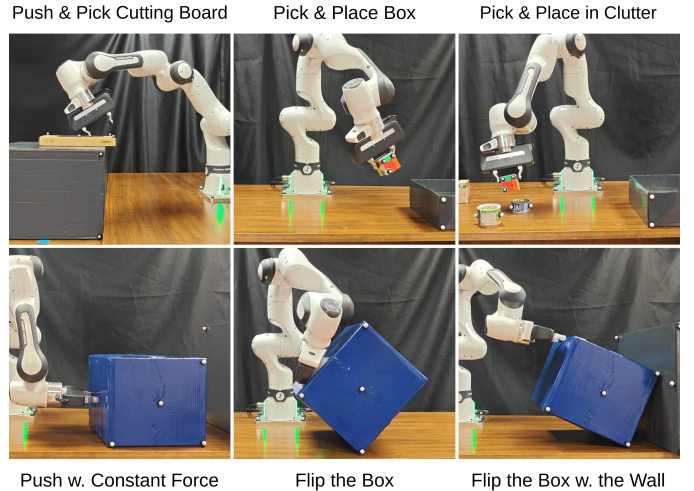 Push & Pick Cutting Board
Pick & Place Box
Pick & Place in Clutter
Push w. Constant Force
Flip the Box
Flip the Box w. the Wall